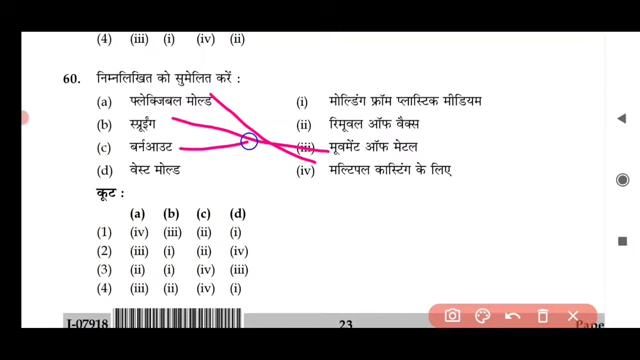 (4) (iii) (i) (iv) (ii)
60. निम्नलिखित को सुमेलित करें :
(a) फ्लेक्जिबल मोल्ड (i) मोल्डिंग फ्रॉम प्लास्टिक मीडियम
(b) स्प्रूईंग (ii) रिमूवल ऑफ वैक्स
(c) बर्नआउट (iii) मूवमेंट ऑफ मेटल
(d) वेस्ट मोल्ड (iv) मल्टिपल कास्टिंग के लिए
कूट :
(a) (b) (c) (d)
(1) (iv) (iii) (ii) (i)
(2) (iii) (i) (ii) (iv)
(3) (ii) (i) (iv) (iii)
(4) (iii) (ii) (iv) (i)
J-07918 23 Pape